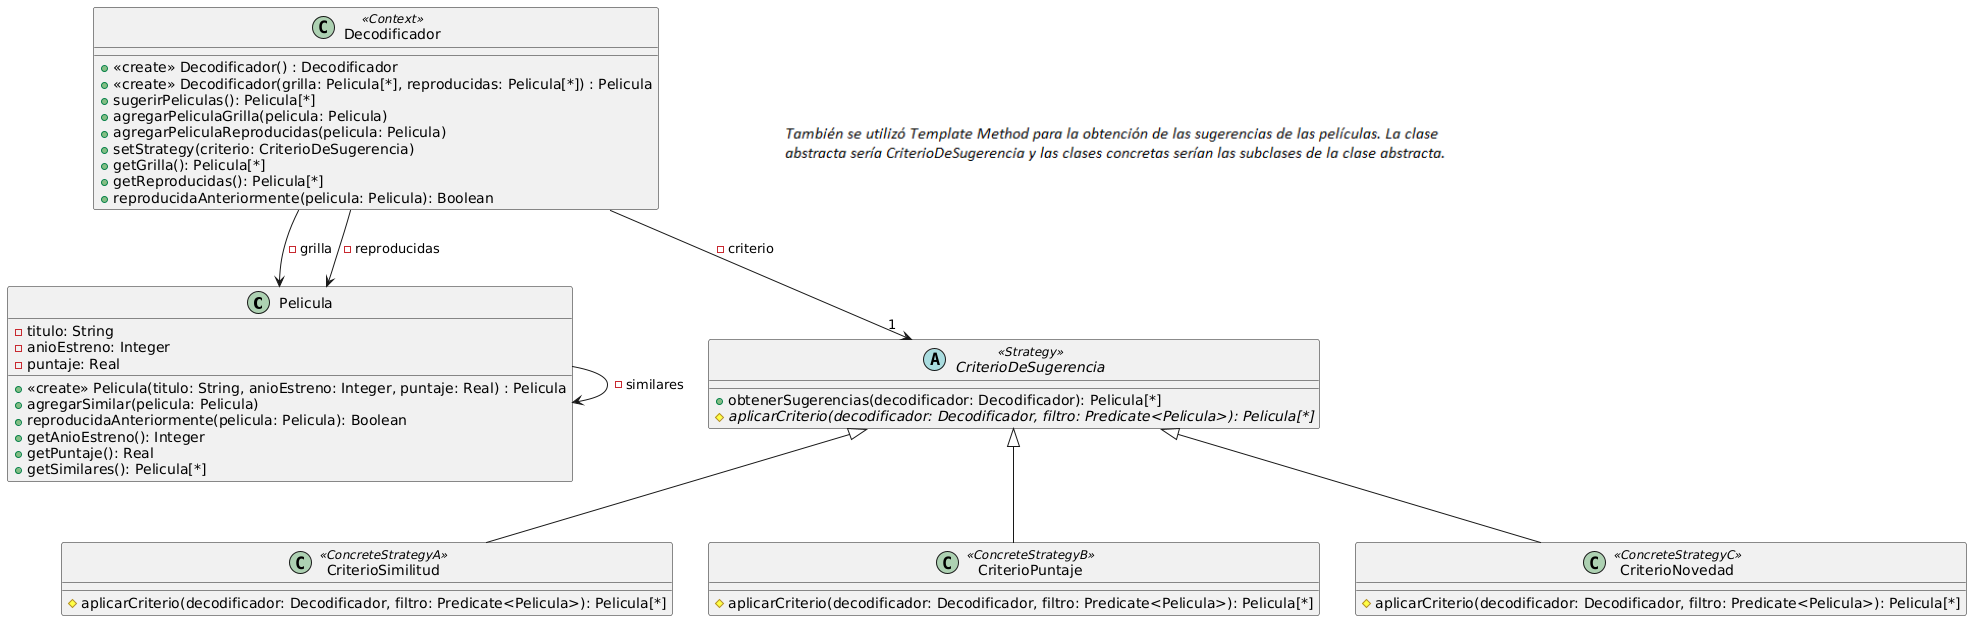 «Context»
Decodificador
«create» Decodificador() : Decodificador
«create» Decodificador(grilla: Pelicula[*], reproducidas: Pelicula[*]) : Pelicula
sugerirPeliculas(): Pelicula[*]
agregarPeliculaGrilla(pelicula: Pelicula)
agregarPeliculaReproducidas(pelicula: Pelicula)
setStrategy(criterio: CriterioDeSugerencia)
getGrilla(): Pelicula[*]
getReproducidas(): Pelicula[*]
reproducidaAnteriormente(pelicula: Pelicula): Boolean
También se utilizó Template Method para la obtención de las sugerencias de las películas. La clase
abstracta sería CriterioDeSugerencia y las clases concretas serían las subclases de la clase abstracta.
grilla
reproducidas
criterio
1
Pelicula
titulo: String
anioEstreno: Integer
puntaje: Real
«create» Pelicula(titulo: String, anioEstreno: Integer, puntaje: Real) : Pelicula
agregarSimilar(pelicula: Pelicula)
reproducidaAnteriormente(pelicula: Pelicula): Boolean
getAnioEstreno(): Integer
getPuntaje(): Real
getSimilares(): Pelicula[*]
similares
«Strategy»
CriterioDeSugerencia
obtenerSugerencias(decodificador: Decodificador): Pelicula[*]
aplicarCriterio(decodificador: Decodificador, filtro: Predicate<Pelicula>): Pelicula[*]
«ConcreteStrategyA»
CriterioSimilitud
aplicarCriterio(decodificador: Decodificador, filtro: Predicate<Pelicula>): Pelicula[*]
«ConcreteStrategyB»
CriterioPuntaje
aplicarCriterio(decodificador: Decodificador, filtro: Predicate<Pelicula>): Pelicula[*]
«ConcreteStrategyC»
CriterioNovedad
aplicarCriterio(decodificador: Decodificador, filtro: Predicate<Pelicula>): Pelicula[*]